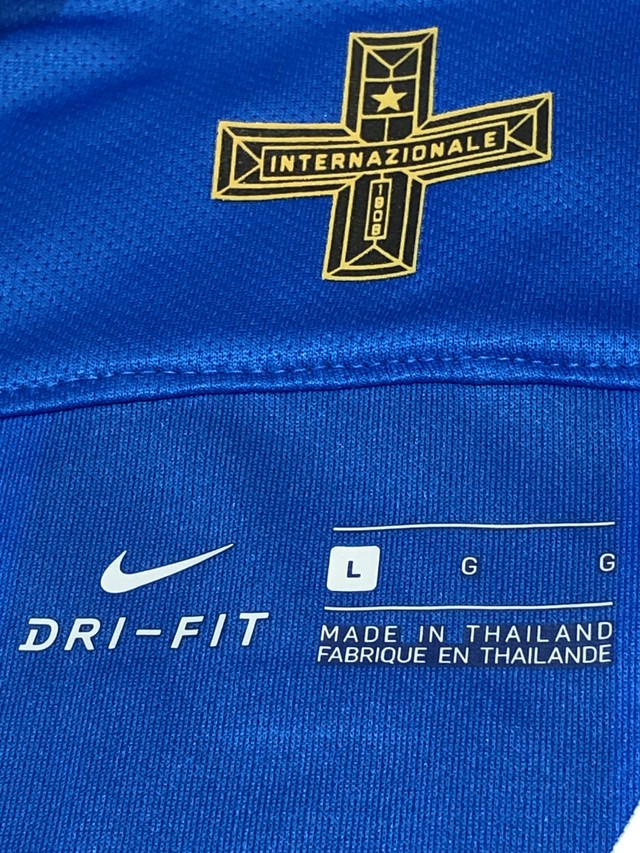 INTERNAZIONALE
1908
DRI-FIT
L G G
MADE IN THAILAND
FABRIQUE EN THAILANDE